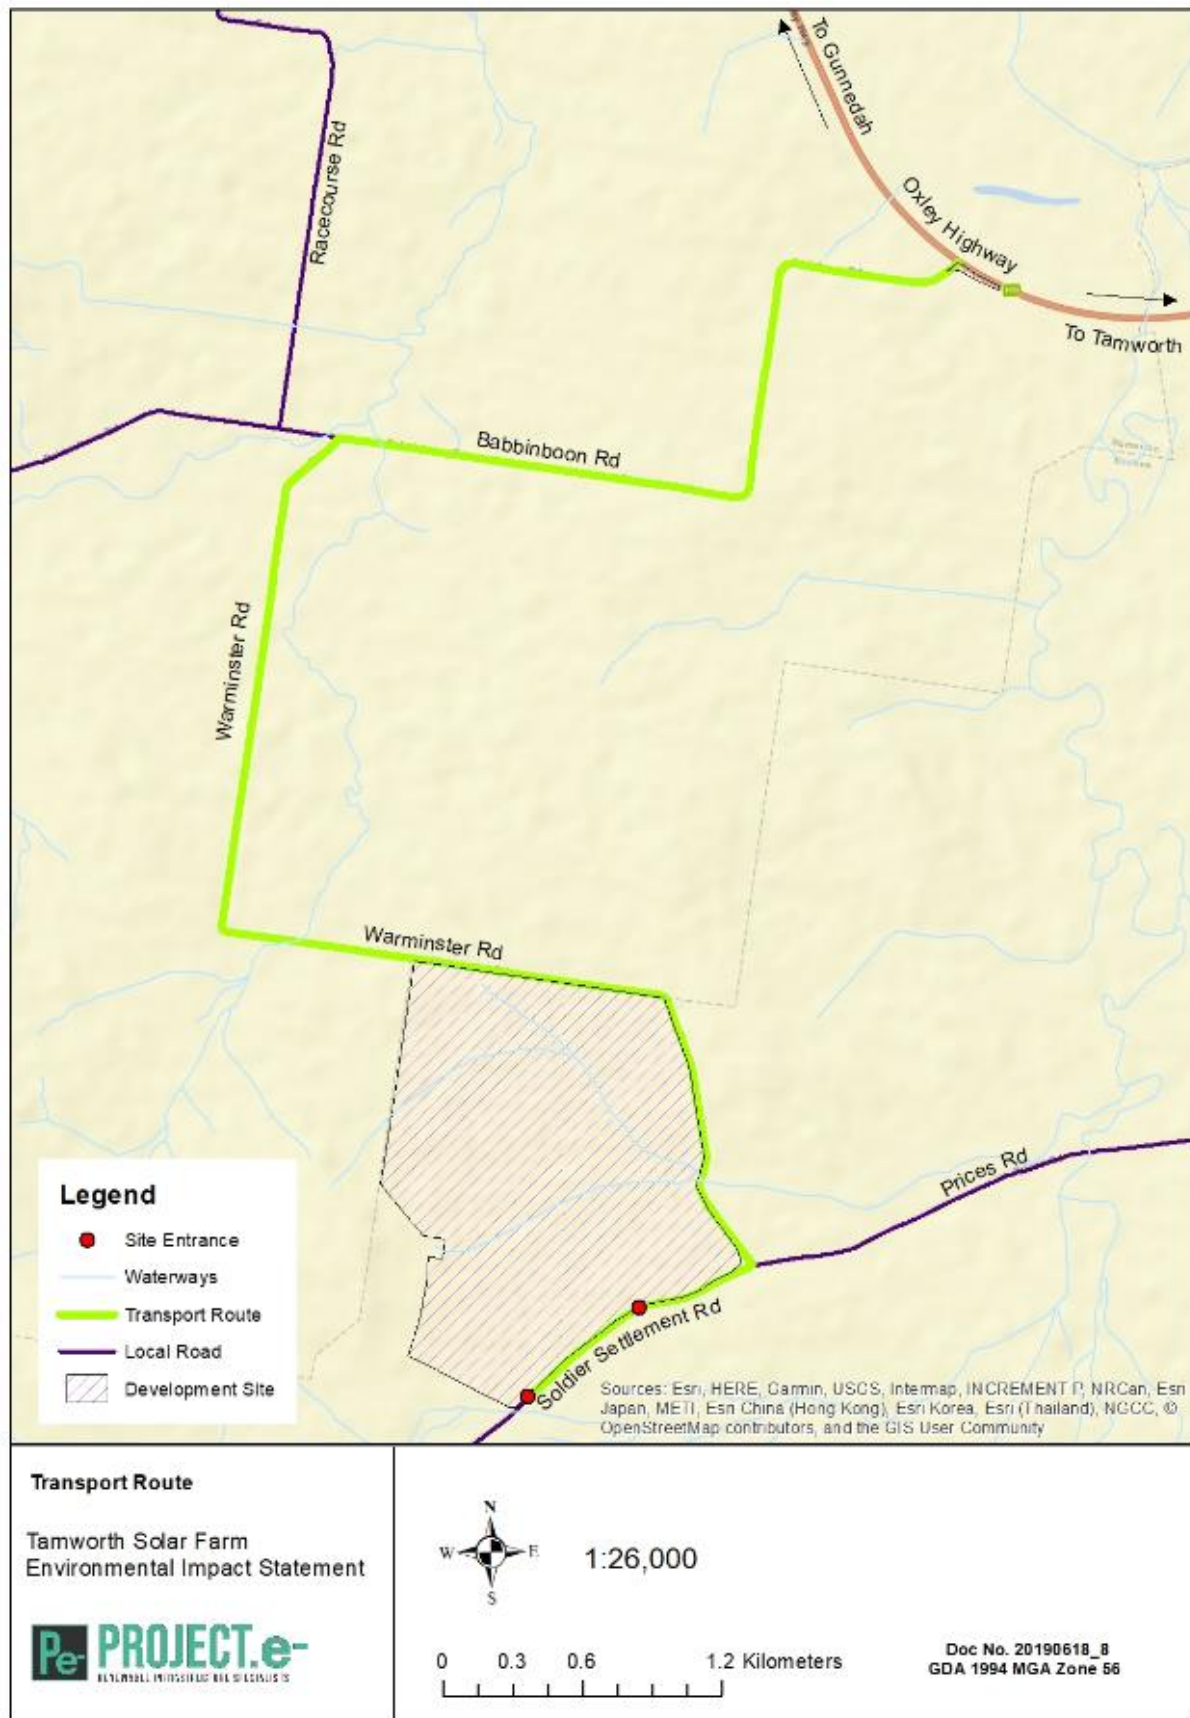 To Gunnedah
Racecourse Rd
Oxley Highway
To Tamworth
Babbinboon Rd
Warminster Rd
Warminster Rd
Prices Rd
Soldier Settlement Rd
Legend
Site Entrance
Waterways
Transport Route
Local Road
Development Site
Sources: Esri, HERE, Garmin, USGS, Intermap, INCREMENT P, NRCan, Esri
Japan, METI, Esri China (Hong Kong), Esri Korea, Esri (Thailand), NGCC, ©
OpenStreetMap contributors, and the GIS User Community
Transport Route
Tamworth Solar Farm
Environmental Impact Statement
Pe- PROJECT.e-
N
W E
S
1:26,000
0 0.3 0.6 1.2 Kilometers
Doc No. 20190618_8
GDA 1994 MGA Zone 56